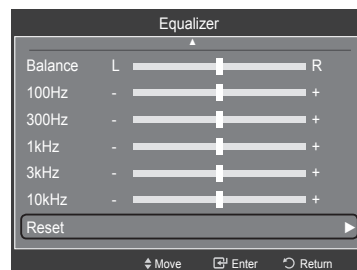 Equalizer
▲
Balance L R
100Hz - +
300Hz - +
1kHz - +
3kHz - +
10kHz - +
Reset ▶
Move Enter Return